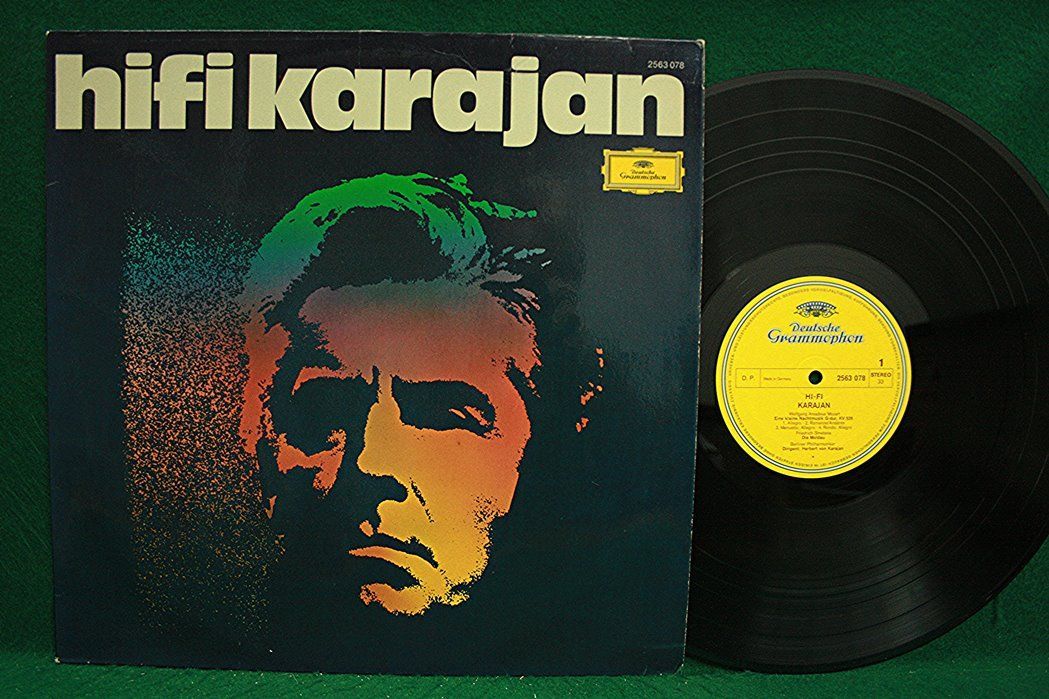 2563 078
hifi karajan
Deutsche
Grammophon
Deutsche
Grammophon
1
D. P.
Made in Germany
2563 078
STEREO
33
HI-FI
KARAJAN
Wolfgang Amadeus Mozart
Eine kleine Nachtmusik G-dur, KV 525
1. Allegro · 2. Romance/Andante
3. Menuetto. Allegro · 4. Rondo. Allegro
Friedrich Smetana
Die Moldau
Berliner Philharmoniker
Dirigent: Herbert von Karajan